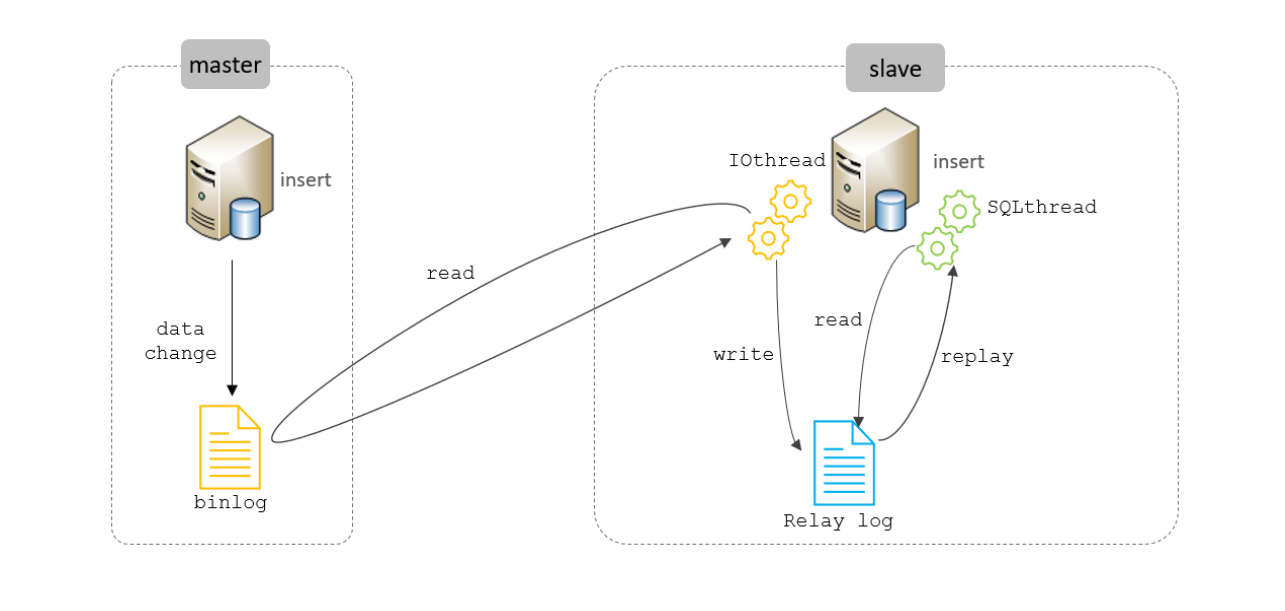 master
insert
data
change
binlog
read
slave
IOthread
insert
SQLthread
read
write
replay
Relay log